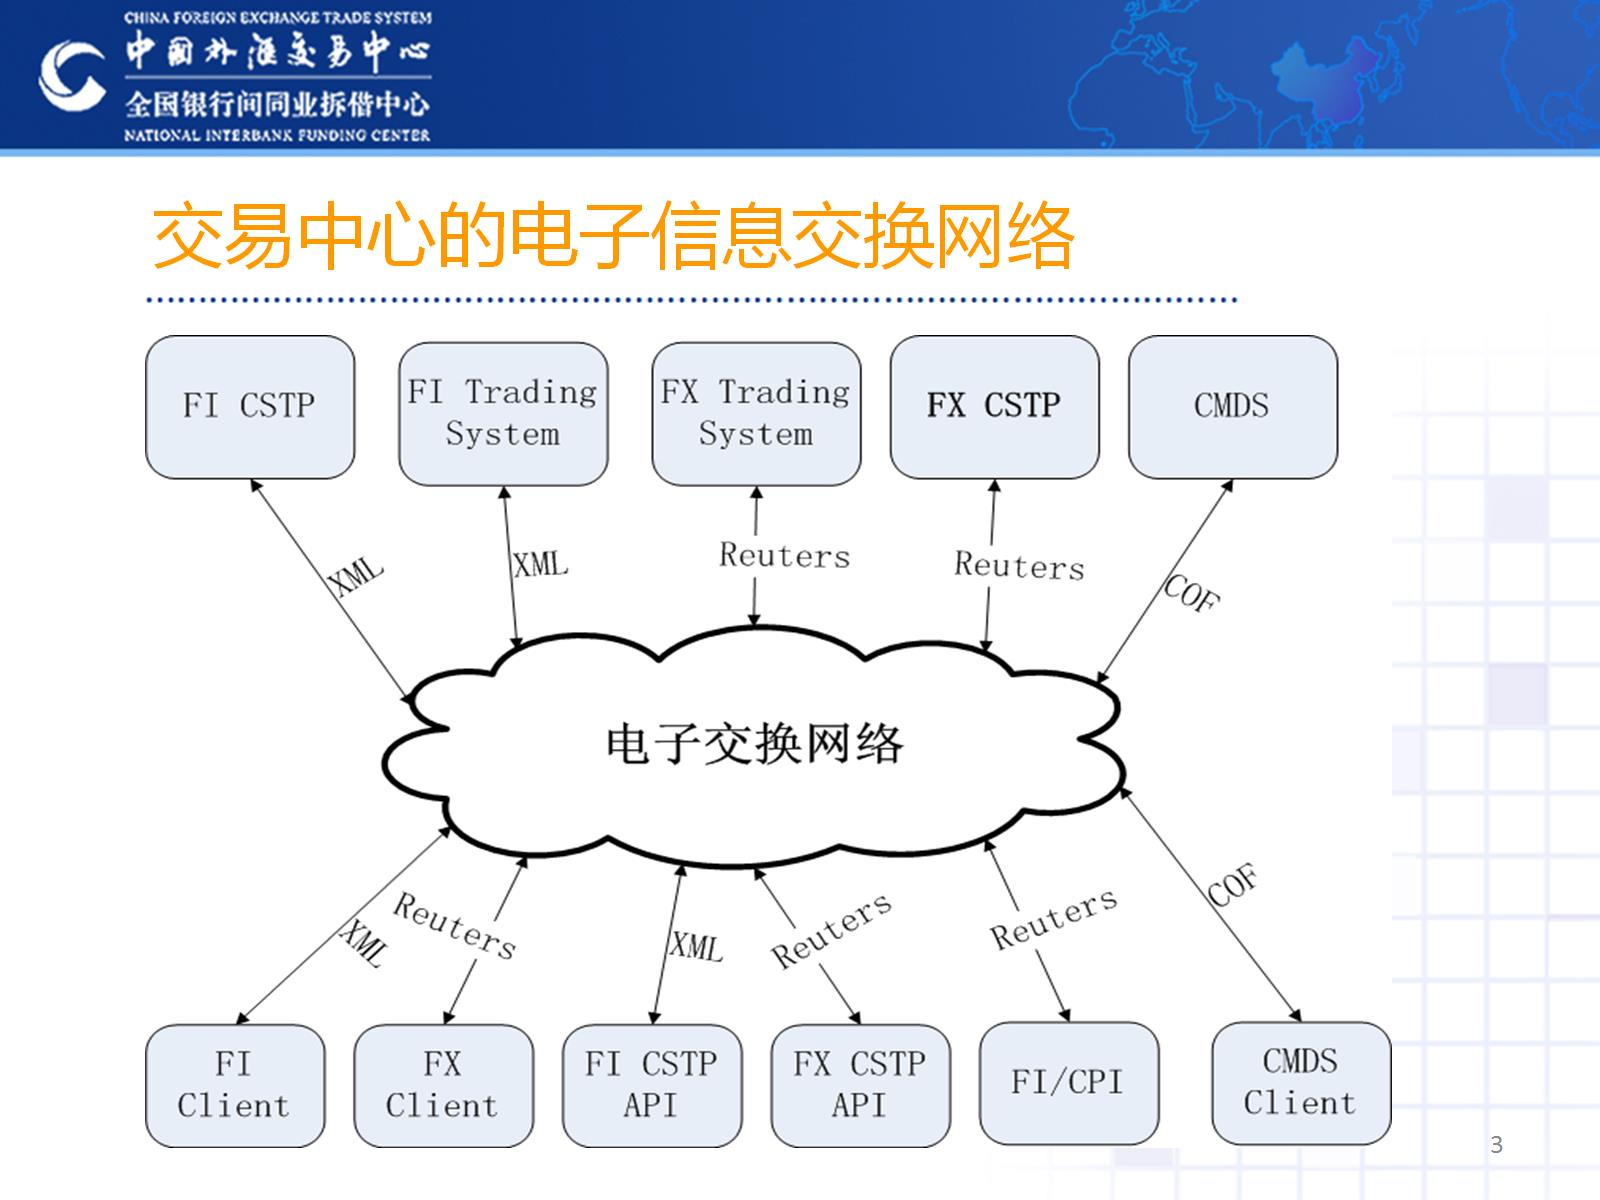 CHINA FOREIGN EXCHANGE TRADE SYSTEM
中国外汇交易中心
全国银行间同业拆借中心
NATIONAL INTERBANK FUNDING CENTER
交易中心的电子信息交换网络
FI CSTP
FI Trading
System
FX Trading
System
FX CSTP
CMDS
XML
XML
Reuters
Reuters
COF
电子交换网络
XML
Reuters
XML
Reuters
Reuters
COF
FI
Client
FX
Client
FI CSTP
API
FX CSTP
API
FI/CPI
CMDS
Client
3